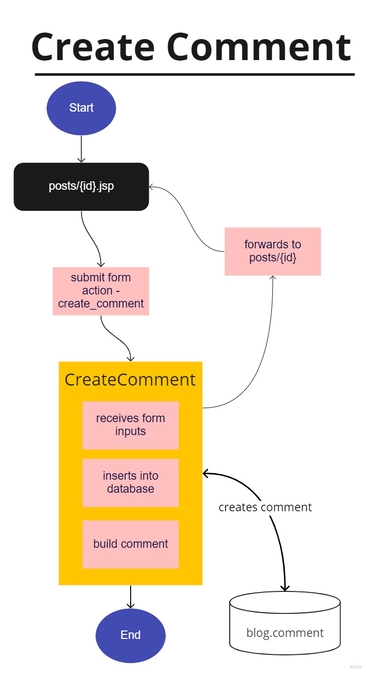 Create Comment
Start
posts/{id}.jsp
forwards to
posts/{id}
submit form
action -
create_comment
CreateComment
receives form
inputs
inserts into
database
creates comment
build comment
End
blog.comment